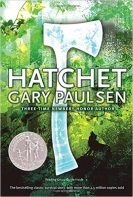 HATCHET
GARY PAULSEN
THREE-TIME NEWBERY HONOR AUTHOR
The bestselling classic survival story with more than 4.5 million copies sold